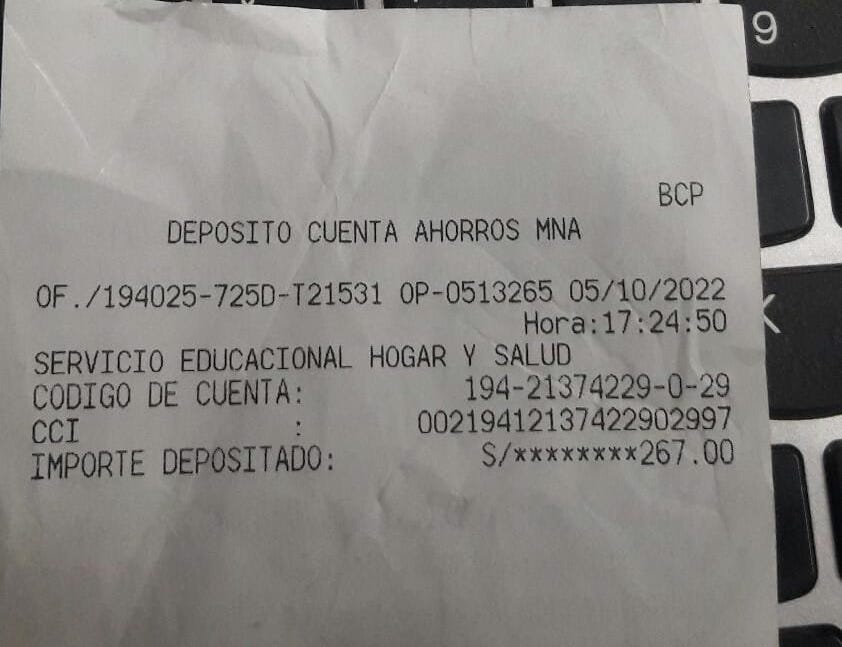 9
BCP
DEPOSITO CUENTA AHORROS MNA
OF./194025-725D-T21531 OP-0513265 05/10/2022
Hora:17:24:50
SERVICIO EDUCACIONAL HOGAR Y SALUD
CODIGO DE CUENTA: 194-21374229-0-29
CCI : 00219412137422902997
IMPORTE DEPOSITADO: S/********267.00